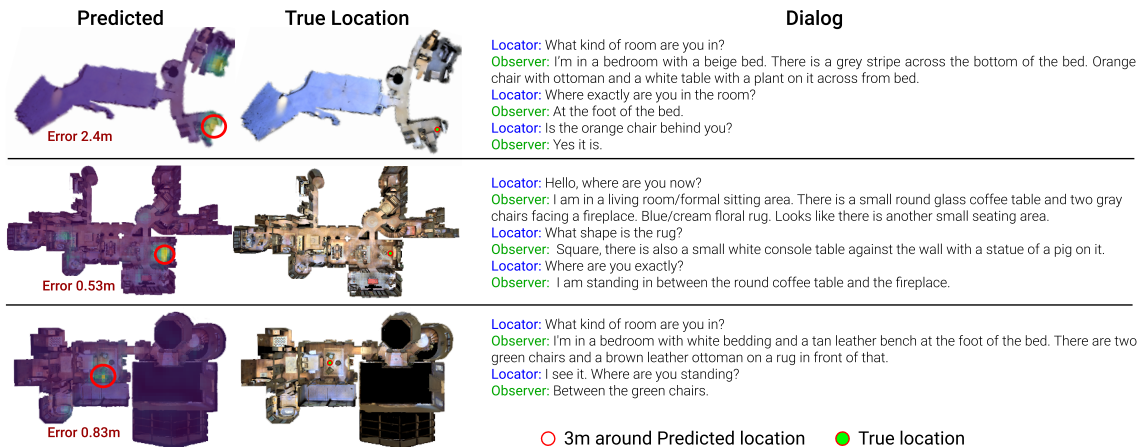 Predicted
True Location
Dialog
Locator: What kind of room are you in?
Observer: I'm in a bedroom with a beige bed. There is a grey stripe across the bottom of the bed. Orange
chair with ottoman and a white table with a plant on it across from bed.
Locator: Where exactly are you in the room?
Observer: At the foot of the bed.
Locator: Is the orange chair behind you?
Observer: Yes it is.
Error 2.4m
Locator: Hello, where are you now?
Observer: I am in a living room/formal sitting area. There is a small round glass coffee table and two gray
chairs facing a fireplace. Blue/cream floral rug. Looks like there is another small seating area.
Locator: What shape is the rug?
Observer: Square, there is also a small white console table against the wall with a statue of a pig on it.
Locator: Where are you exactly?
Observer: I am standing in between the round coffee table and the fireplace.
Error 0.53m
Locator: What kind of room are you in?
Observer: I'm in a bedroom with white bedding and a tan leather bench at the foot of the bed. There are two
green chairs and a brown leather ottoman on a rug in front of that.
Locator: I see it. Where are you standing?
Observer: Between the green chairs.
Error 0.83m
3m around Predicted location
True location